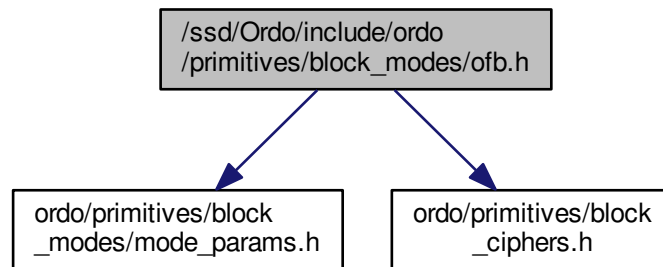 /ssd/Ordo/include/ordo
/primitives/block_modes/ofb.h
ordo/primitives/block
_modes/mode_params.h
ordo/primitives/block
_ciphers.h